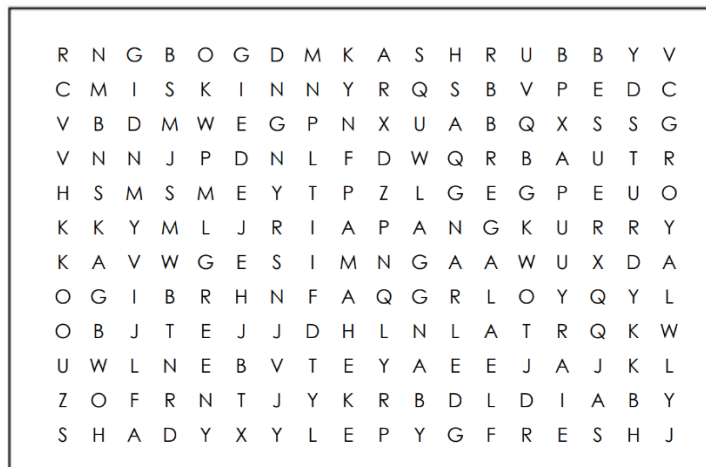 R N G B O G D M K A S H R U B B Y V
C M I S K I N N Y R Q S B V P E D C
V B D M W E G P N X U A B Q X S S G
V N N J P D N L F D W Q R B A U T R
H S M S M E Y T P Z L G E G P E U O
K K Y M L J R I A P A N G K U R R Y
K A V W G E S I M N G A A W U X D A
O G I B R H N F A Q G R L O Y Q Y L
O B J T E J J D H L N L A T R Q K W
U W L N E B V T E Y A E E J A J K L
Z O F R N T J Y K R B D L D I A B Y
S H A D Y X Y L E P Y G F R E S H J